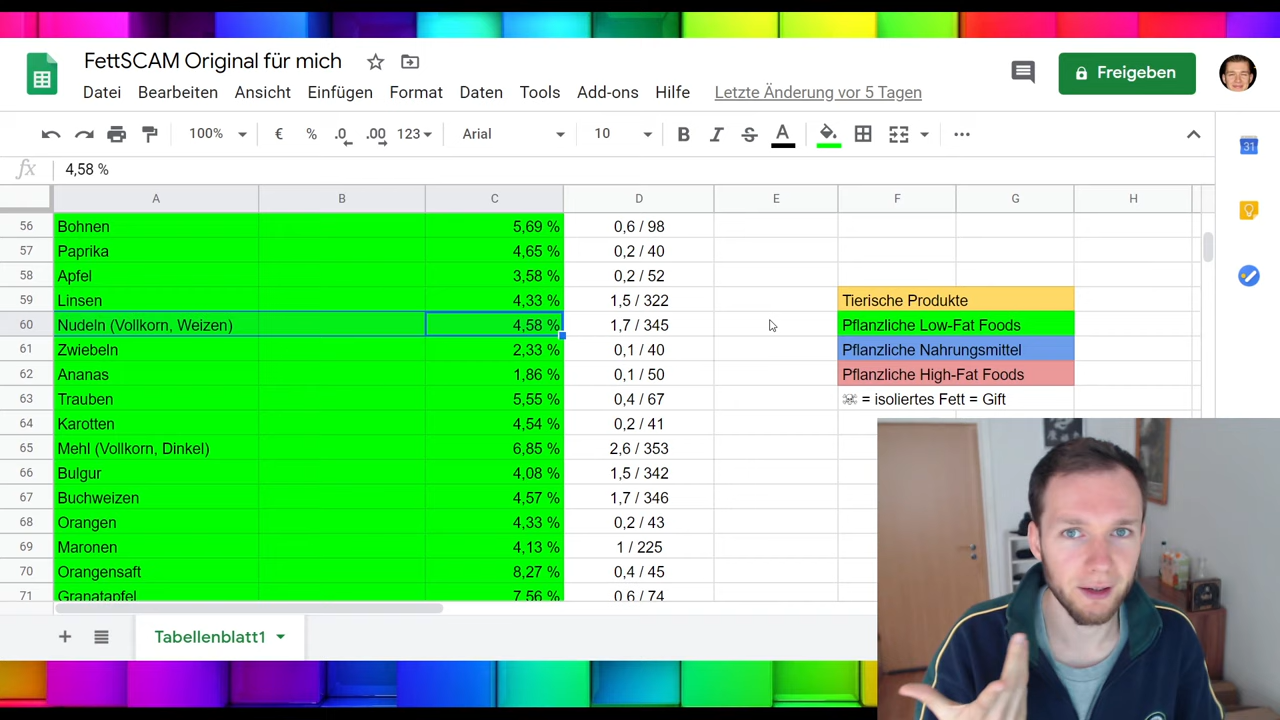 FettSCAM Original für mich
Datei Bearbeiten Ansicht Einfügen Format Daten Tools Add-ons Hilfe Letzte Änderung vor 5 Tagen
Freigeben
100% € % .0 .00 123 Arial 10 B I S A
31
fx 4,58 %
A B C D E F G H
56 Bohnen 5,69 % 0,6 / 98
57 Paprika 4,65 % 0,2 / 40
58 Apfel 3,58 % 0,2 / 52
59 Linsen 4,33 % 1,5 / 322 Tierische Produkte
60 Nudeln (Vollkorn, Weizen) 4,58 % 1,7 / 345 Pflanzliche Low-Fat Foods
61 Zwiebeln 2,33 % 0,1 / 40 Pflanzliche Nahrungsmittel
62 Ananas 1,86 % 0,1 / 50 Pflanzliche High-Fat Foods
63 Trauben 5,55 % 0,4 / 67 ☠ = isoliertes Fett = Gift
64 Karotten 4,54 % 0,2 / 41
65 Mehl (Vollkorn, Dinkel) 6,85 % 2,6 / 353
66 Bulgur 4,08 % 1,5 / 342
67 Buchweizen 4,57 % 1,7 / 346
68 Orangen 4,33 % 0,2 / 43
69 Maronen 4,13 % 1 / 225
70 Orangensaft 8,27 % 0,4 / 45
71 Granatapfel 7,56 % 0,6 / 74
Tabellenblatt1